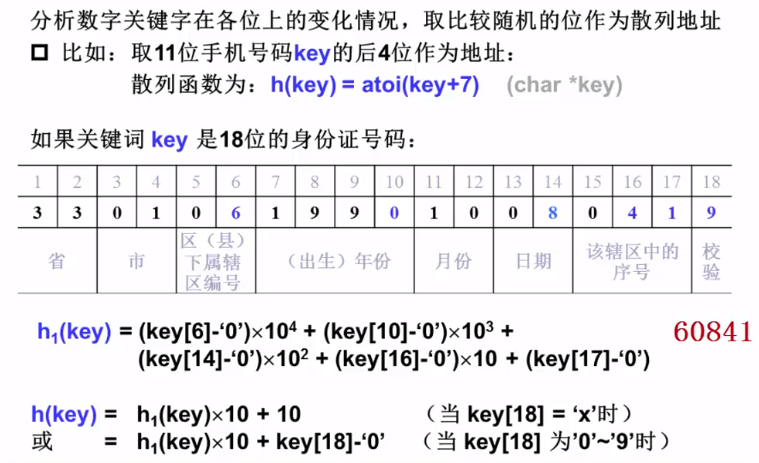 分析数字关键字在各位上的变化情况，取比较随机的位作为散列地址
比如：取11位手机号码key的后4位作为地址：
散列函数为：h(key) = atoi(key+7) (char *key)
如果关键词 key 是18位的身份证号码：
1 2 3 4 5 6 7 8 9 10 11 12 13 14 15 16 17 18
3 3 0 1 0 6 1 9 9 0 1 0 0 8 0 4 1 9
省 市 区（县）下属辖区编号 （出生）年份 月份 日期 该辖区中的序号 校验
h₁(key) = (key[6]-‘0’)×10⁴ + (key[10]-‘0’)×10³ + 60841
(key[14]-‘0’)×10² + (key[16]-‘0’)×10 + (key[17]-‘0’)
h(key) = h₁(key)×10 + 10 （当 key[18] = ‘x’时）
或 = h₁(key)×10 + key[18]-‘0’ （当 key[18] 为’0’~’9’时）